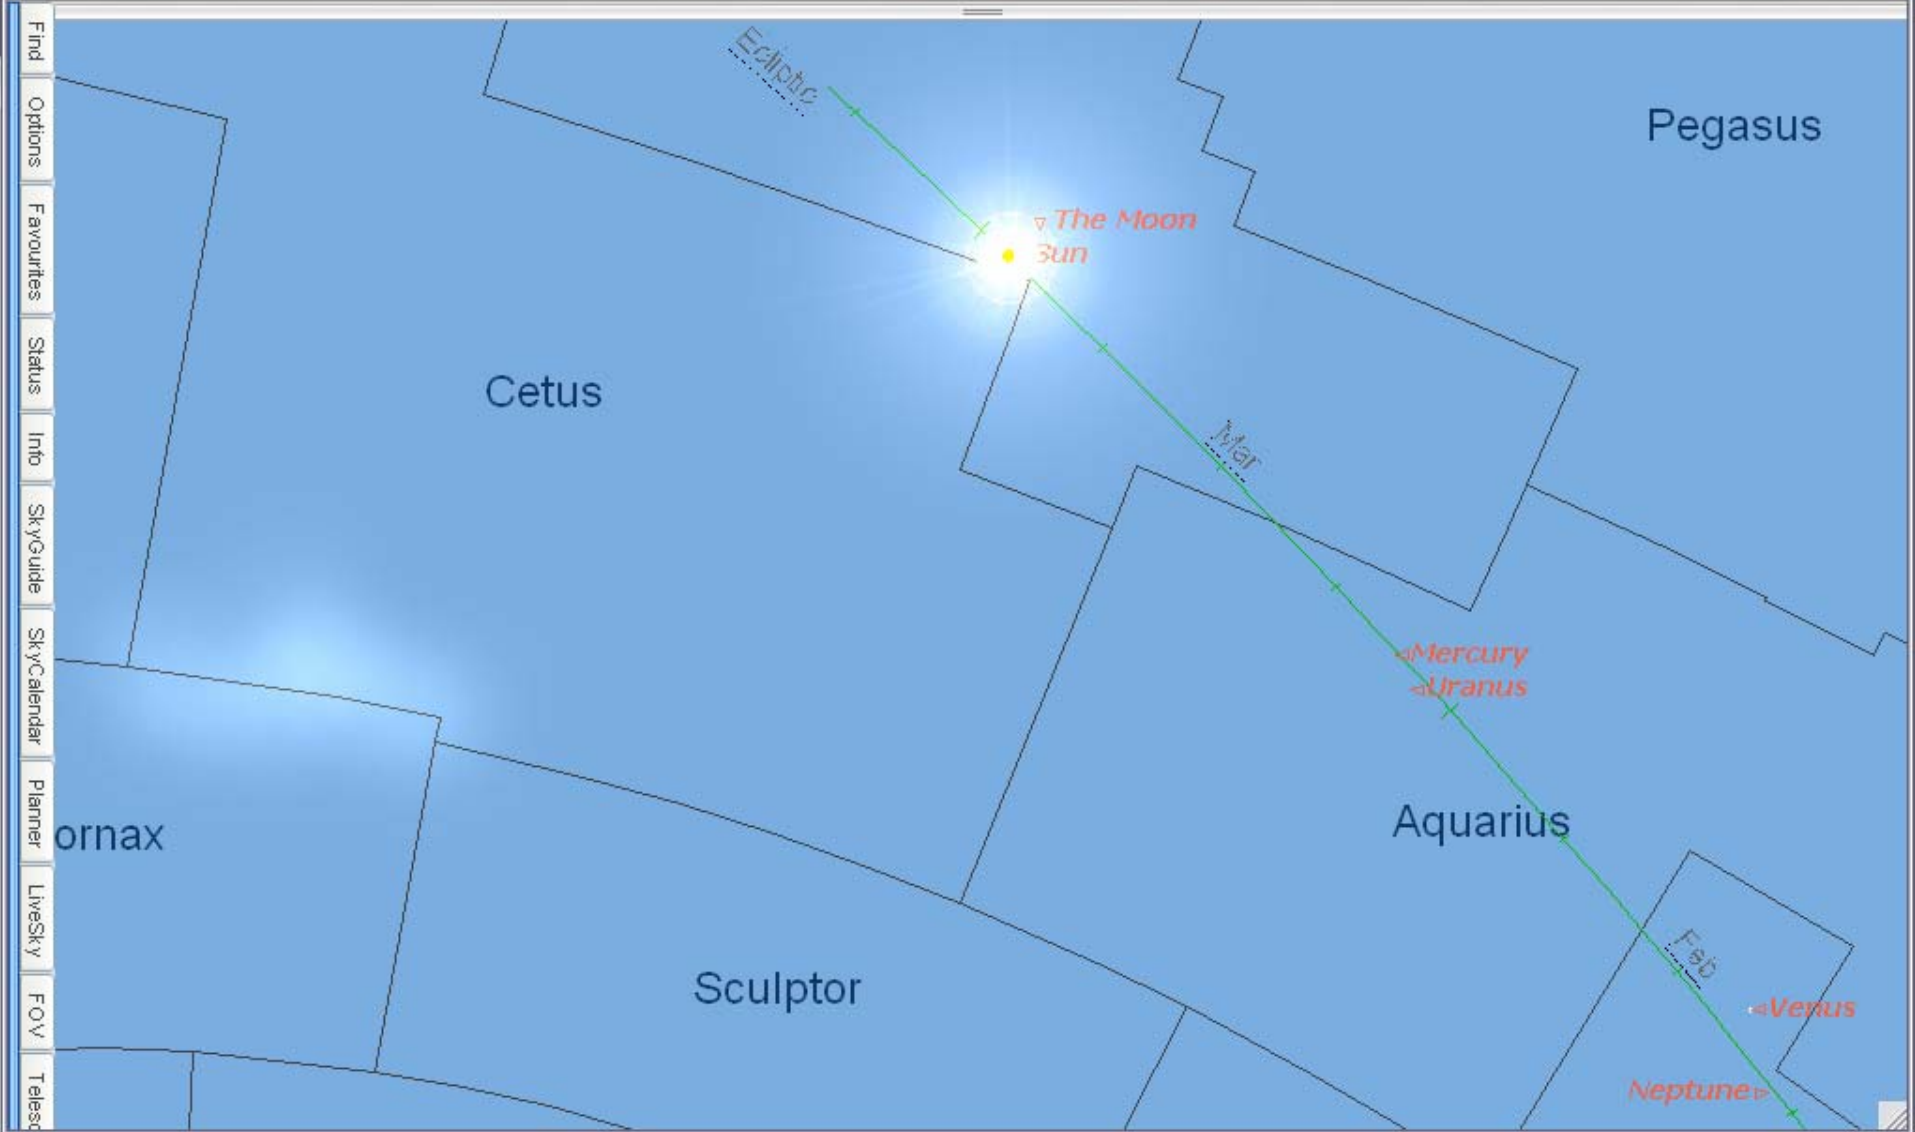 Find
Options
Favourites
Status
Info
SkyGuide
SkyCalendar
Planner
LiveSky
FOV
Telesc
Ecliptic
Pegasus
The Moon
Sun
Cetus
Mar
Mercury
Uranus
Aquarius
ornax
Feb
Sculptor
Venus
Neptune